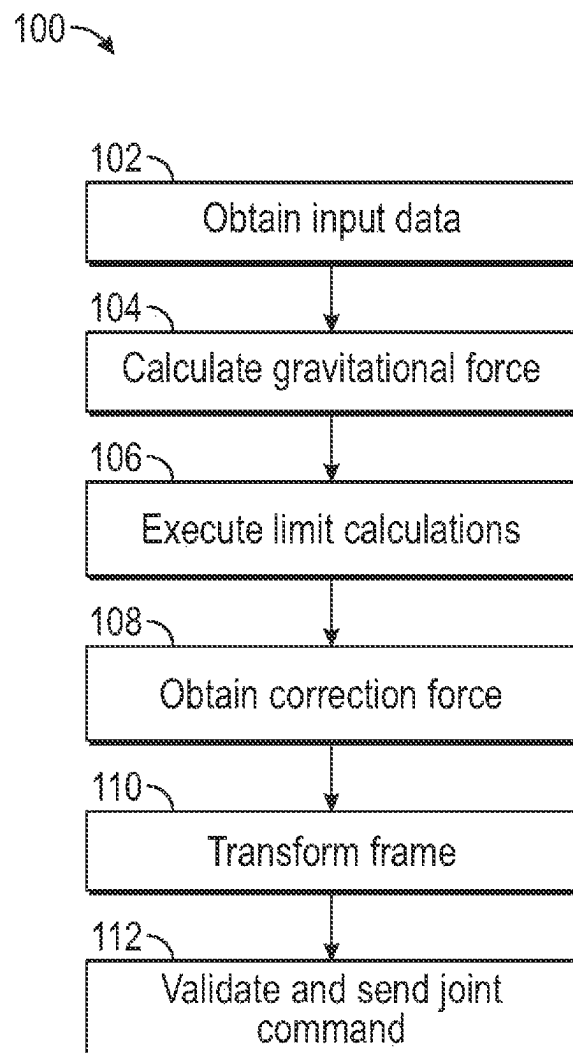 100
102
Obtain input data
104
Calculate gravitational force
106
Execute limit calculations
108
Obtain correction force
110
Transform frame
112
Validate and send joint
command